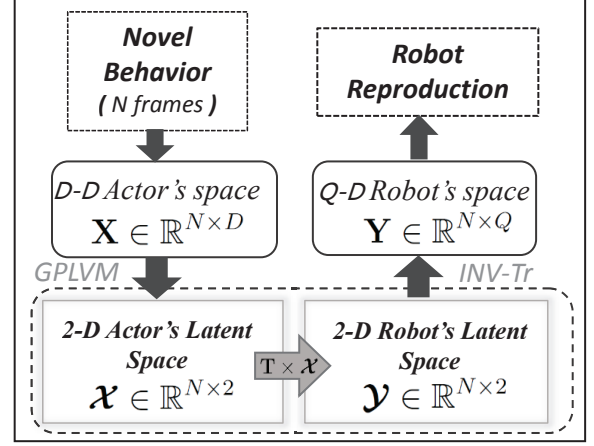 Novel
Behavior
( N frames )
Robot
Reproduction
D-D Actor's space
X ∈ ℝ^{N×D}
Q-D Robot's space
Y ∈ ℝ^{N×Q}
GPLVM
INV-Tr
2-D Actor's Latent
Space
𝓧 ∈ ℝ^{N×2}
T × 𝓧
2-D Robot's Latent
Space
𝓨 ∈ ℝ^{N×2}